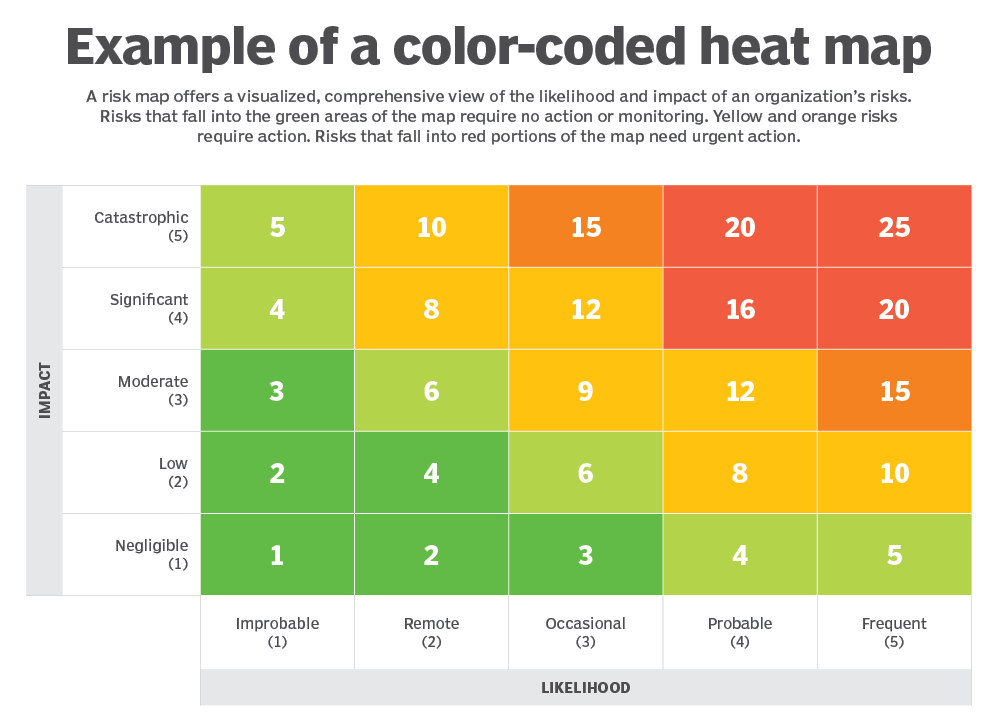 Example of a color-coded heat map
A risk map offers a visualized, comprehensive view of the likelihood and impact of an organization’s risks.
Risks that fall into the green areas of the map require no action or monitoring. Yellow and orange risks
require action. Risks that fall into red portions of the map need urgent action.
IMPACT
Catastrophic
(5)
5
10
15
20
25
Significant
(4)
4
8
12
16
20
Moderate
(3)
3
6
9
12
15
Low
(2)
2
4
6
8
10
Negligible
(1)
1
2
3
4
5
Improbable
(1)
Remote
(2)
Occasional
(3)
Probable
(4)
Frequent
(5)
LIKELIHOOD